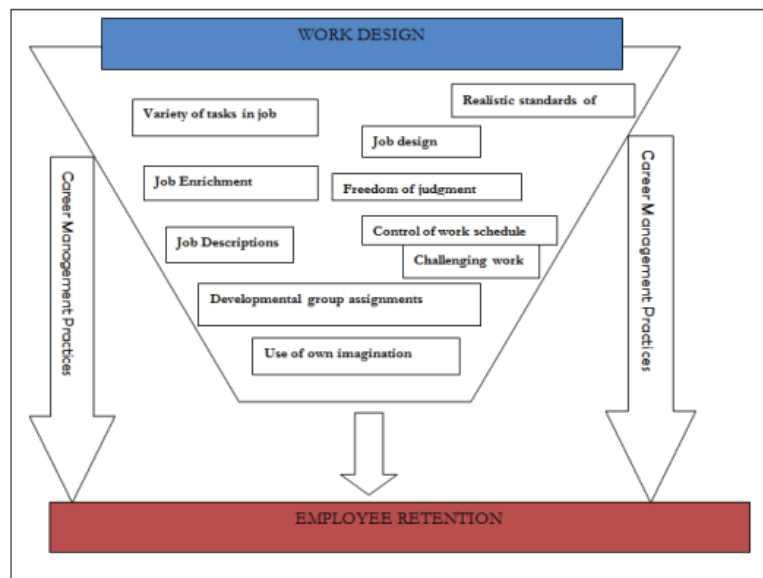 WORK DESIGN
Realistic standards of
Variety of tasks in job
Job design
Job Enrichment
Freedom of judgment
Control of work schedule
Job Descriptions
Challenging work
Developmental group assignments
Use of own imagination
Career Management Practices
Career Management Practices
EMPLOYEE RETENTION